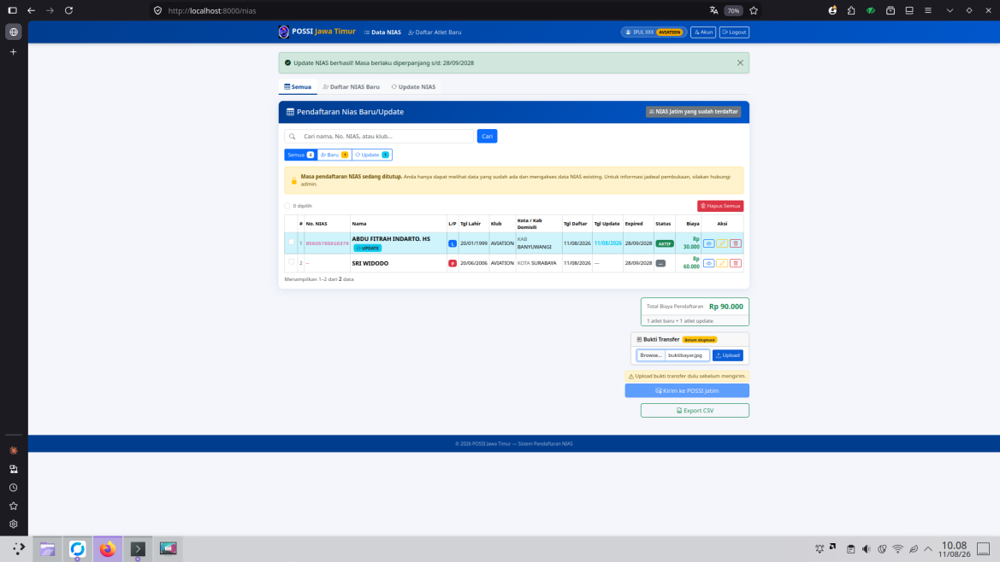 http://localhost:8000/nias
70%
POSSI Jawa Timur
Data NIAS
Daftar Atlet Baru
IPUL XXX AVIATION
Akun
Logout
Update NIAS berhasil! Masa berlaku diperpanjang s/d: 28/09/2028
Semua
Daftar NIAS Baru
Update NIAS
Pendaftaran Nias Baru/Update
NIAS Jatim yang sudah terdaftar
Cari nama, No. NIAS, atau klub...
Cari
Semua 2
Baru 1
Update 1
Masa pendaftaran NIAS sedang ditutup. Anda hanya dapat melihat data yang sudah ada dan mengakses data NIAS existing. Untuk informasi jadwal pembukaan, silakan hubungi
admin.
0 dipilih
Hapus Semua
# No. NIAS Nama L/P Tgl Lahir Klub Kota / Kab Domisili Tgl Daftar Tgl Update Expired Status Biaya Aksi
1 ABDU FITRAH INDARTO. HS UPDATE L 20/01/1999 AVIATION KAB BANYUWANGI 11/08/2026 11/08/2026 28/09/2028 AKTIF Rp 30.000
2 — SRI WIDODO P 20/06/2006 AVIATION KOTA SURABAYA 11/08/2026 — 28/09/2028 — Rp 60.000
Menampilkan 1–2 dari 2 data
Total Biaya Pendaftaran Rp 90.000
1 atlet baru + 1 atlet update
Bukti Transfer Belum diupload
Browse... buktibayar.jpg
Upload
Upload bukti transfer dulu sebelum mengirim.
Kirim ke POSSI Jatim
Export CSV
© 2026 POSSI Jawa Timur — Sistem Pendaftaran NIAS
10.08
11/08/26